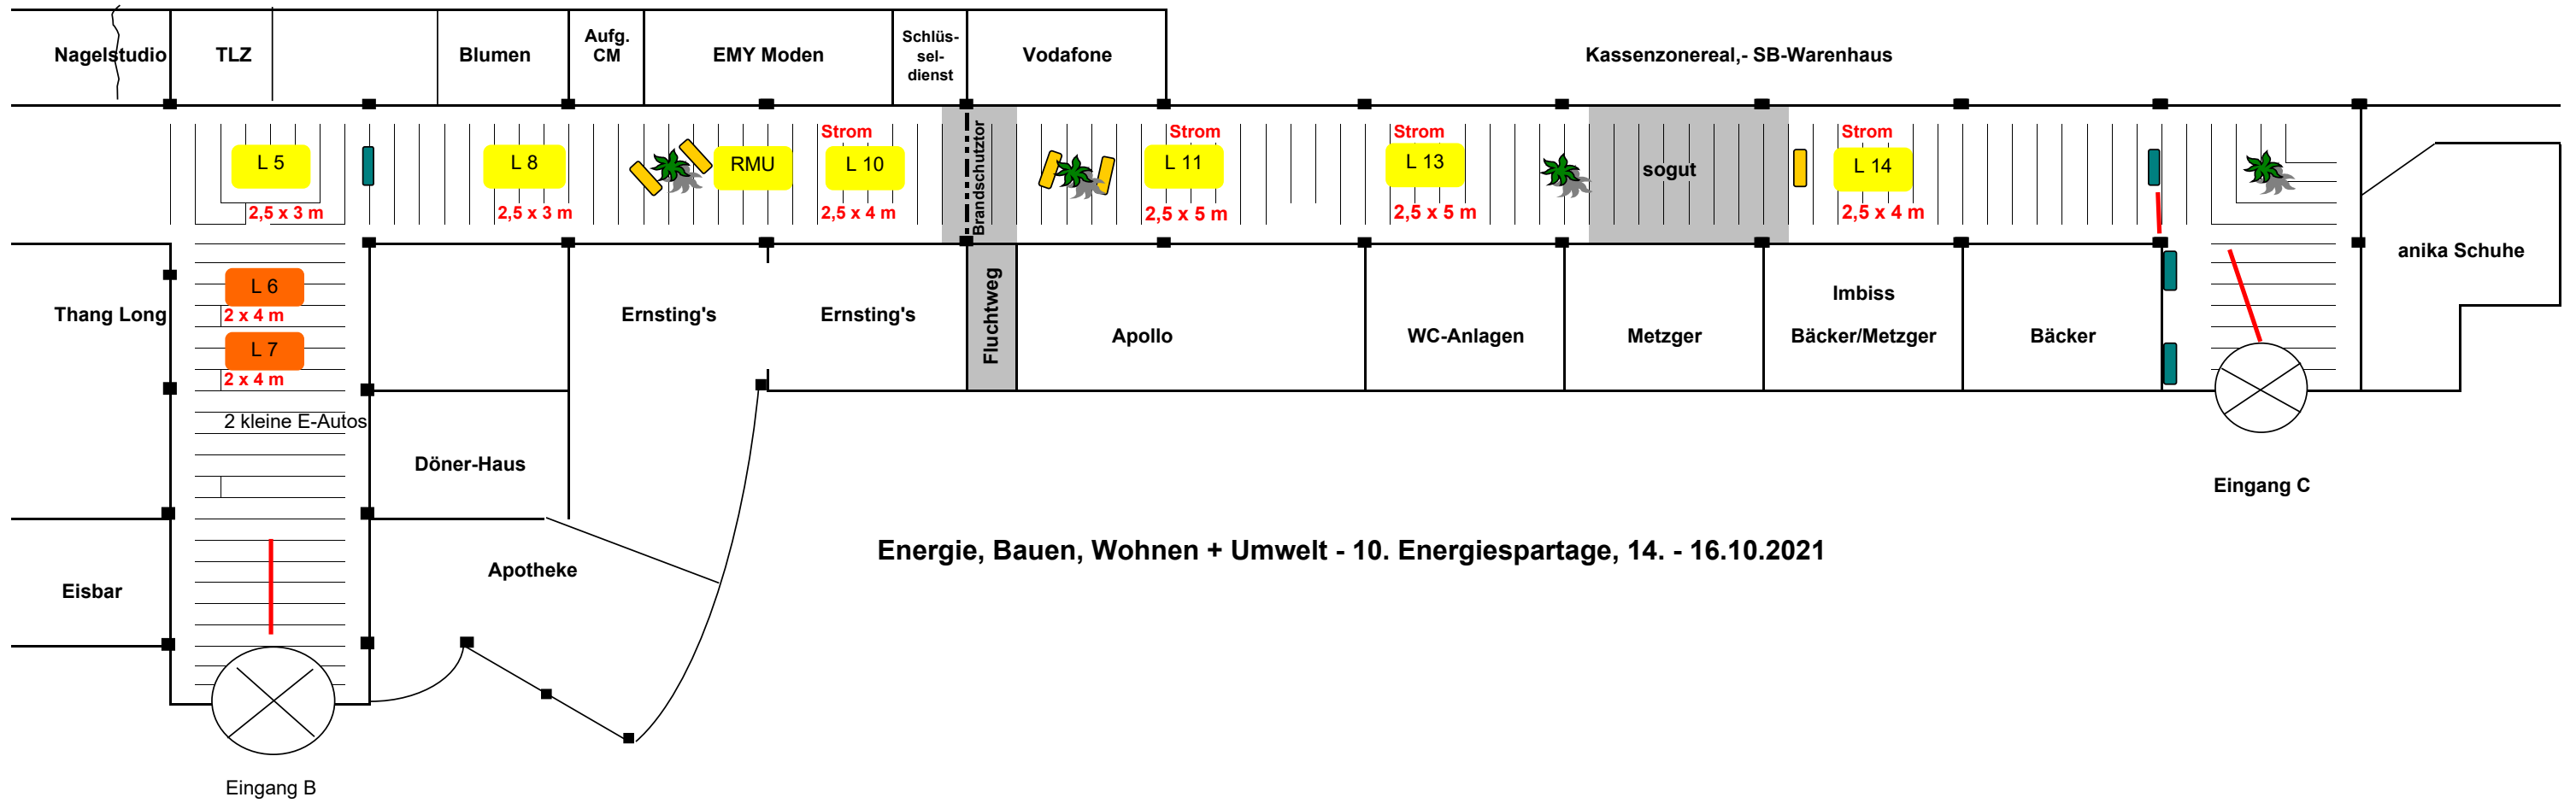 Nagelstudio
TLZ
Blumen
Aufg.
CM
EMY Moden
Schlüs-
sel-
dienst
Vodafone
Kassenzonereal,- SB-Warenhaus
L 5
2,5 x 3 m
L 8
2,5 x 3 m
RMU
Strom
L 10
2,5 x 4 m
Brandschutztor
Strom
L 11
2,5 x 5 m
Strom
L 13
2,5 x 5 m
sogut
Strom
L 14
2,5 x 4 m
anika Schuhe
Thang Long
L 6
2 x 4 m
L 7
2 x 4 m
2 kleine E-Autos
Ernsting's
Ernsting's
Fluchtweg
Apollo
WC-Anlagen
Metzger
Imbiss
Bäcker/Metzger
Bäcker
Döner-Haus
Eingang C
Energie, Bauen, Wohnen + Umwelt - 10. Energiespartage, 14. - 16.10.2021
Apotheke
Eisbar
Eingang B